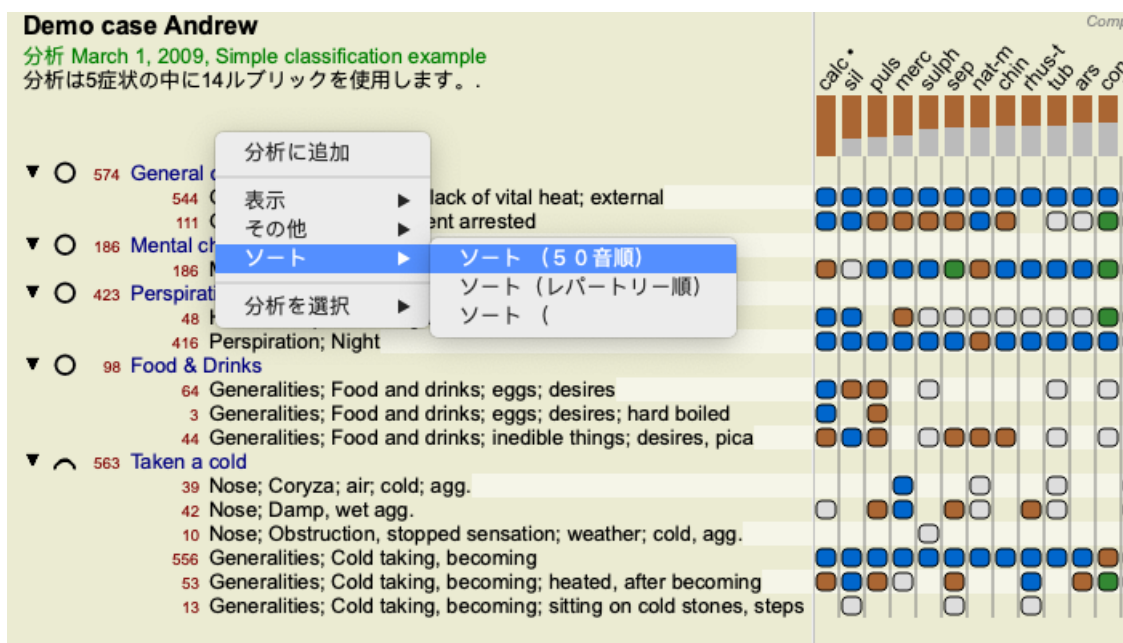 Demo case Andrew
分析 March 1, 2009, Simple classification example
分析は5症状の中に14ルブリックを使用します。.
Comp
calc • sil puls merc sulph sep nat-m chin rhus-t tub ars con
574 General
544 lack of vital heat; external
111 arrested
186 Mental
186
423 Perspirati
48
416 Perspiration; Night
98 Food & Drinks
64 Generalities; Food and drinks; eggs; desires
3 Generalities; Food and drinks; eggs; desires; hard boiled
44 Generalities; Food and drinks; inedible things; desires, pica
563 Taken a cold
39 Nose; Coryza; air; cold; agg.
42 Nose; Damp, wet agg.
10 Nose; Obstruction, stopped sensation; weather; cold, agg.
556 Generalities; Cold taking, becoming
53 Generalities; Cold taking, becoming; heated, after becoming
13 Generalities; Cold taking, becoming; sitting on cold stones, steps
分析に追加
表示
その他
ソート
分析を選択
ソート （５０音順）
ソート（レパートリー順）
ソート （